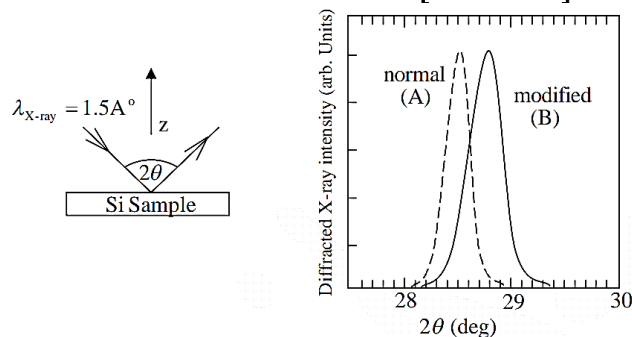 λX-ray = 1.5A°
z
2θ
Si Sample
Diffracted X-ray intensity (arb. Units)
normal
(A)
modified
(B)
28
29
30
2θ (deg)